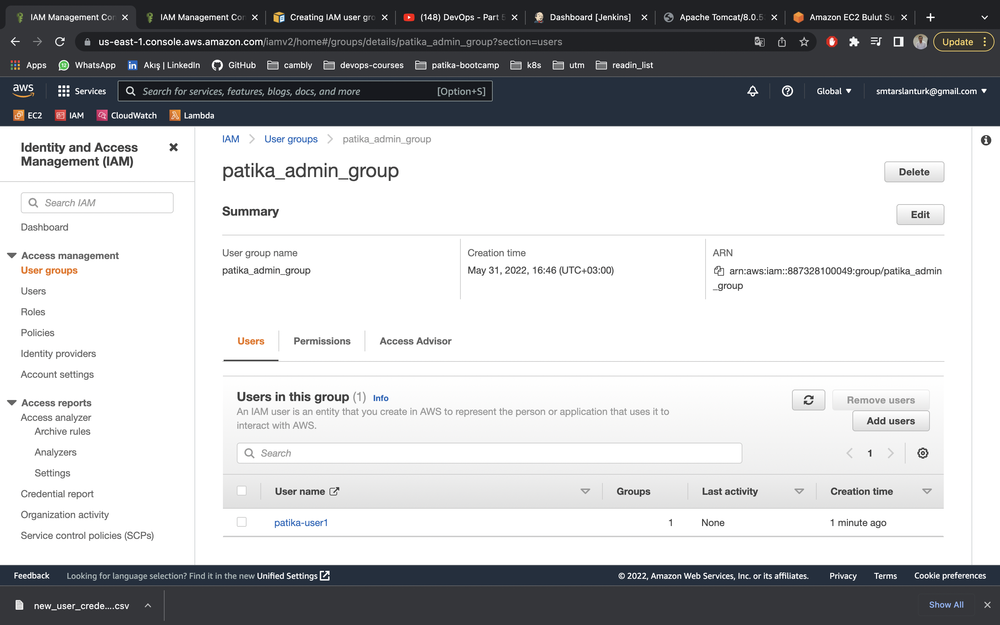 IAM Management Con
IAM Management Con
Creating IAM user gro
(148) DevOps - Part 5
Dashboard [Jenkins]
Apache Tomcat/8.0.5
Amazon EC2 Bulut Su
us-east-1.console.aws.amazon.com/iamv2/home#/groups/details/patika_admin_group?section=users
Update
Apps
12
WhatsApp
in
Akış | LinkedIn
GitHub
cambly
devops-courses
patika-bootcamp
k8s
utm
readin_list
aws
Services
Search for services, features, blogs, docs, and more
[Option+S]
Global
smtarslanturk@gmail.com
EC2
IAM
CloudWatch
Lambda
Identity and Access
Management (IAM)
Search IAM
Dashboard
Access management
User groups
Users
Roles
Policies
Identity providers
Account settings
Access reports
Access analyzer
Archive rules
Analyzers
Settings
Credential report
Organization activity
Service control policies (SCPs)
IAM
User groups
patika_admin_group
patika_admin_group
Delete
Summary
Edit
User group name
patika_admin_group
Creation time
May 31, 2022, 16:46 (UTC+03:00)
ARN
arn:aws:iam::887328100049:group/patika_admin
_group
Users
Permissions
Access Advisor
Users in this group (1) Info
An IAM user is an entity that you create in AWS to represent the person or application that uses it to
interact with AWS.
Remove users
Add users
Search
1
User name
Groups
Last activity
Creation time
patika-user1
1
None
1 minute ago
Feedback
Looking for language selection? Find it in the new Unified Settings
© 2022, Amazon Web Services, Inc. or its affiliates.
Privacy
Terms
Cookie preferences
new_user_crede....csv
Show All